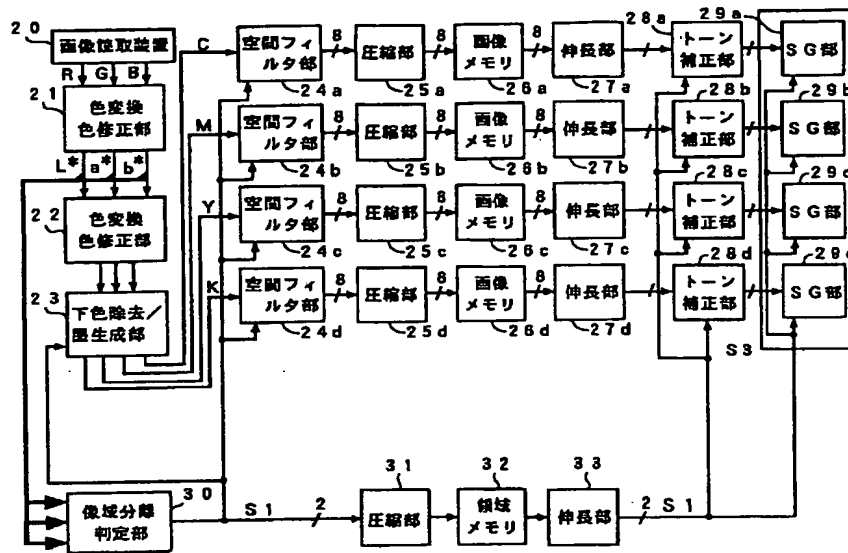 20
画像読取装置
R G B
21
色変換
色修正部
L* a* b*
22
色変換
色修正部
23
下色除去/
墨生成部
C
空間フィ
ルタ部
24a
8
圧縮部
25a
8
画像
メモリ
26a
8
伸長部
27a
28a
トーン
補正部
29a
SG部
M
空間フィ
ルタ部
24b
8
圧縮部
25b
8
画像
メモリ
26b
8
伸長部
27b
28b
トーン
補正部
29b
SG部
Y
空間フィ
ルタ部
24c
8
圧縮部
25c
8
画像
メモリ
26c
8
伸長部
27c
28c
トーン
補正部
29c
SG部
K
空間フィ
ルタ部
24d
8
圧縮部
25d
8
画像
メモリ
26d
8
伸長部
27d
28d
トーン
補正部
SG部
S3
30
像域分離
判定部
S1
2
31
圧縮部
32
領域
メモリ
33
伸長部
2
S1